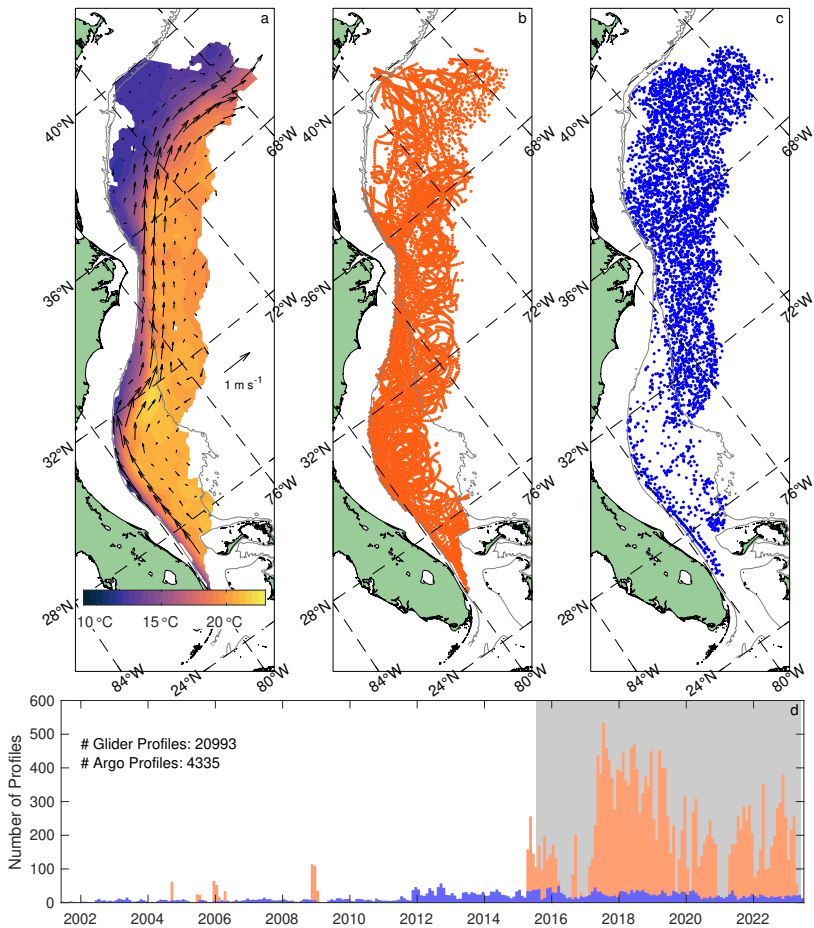 a
b
c
40°N
68°W
40°N
68°W
40°N
68°W
36°N
72°W
36°N
72°W
36°N
72°W
1 m s-1
32°N
76°W
32°N
76°W
32°N
76°W
10 °C 15 °C 20 °C
28°N
28°N
28°N
84°W
24°N
80°W
84°W
24°N
80°W
84°W
24°N
80°W
d
# Glider Profiles: 20993
# Argo Profiles: 4335
Number of Profiles
600
500
400
300
200
100
0
2002 2004 2006 2008 2010 2012 2014 2016 2018 2020 2022